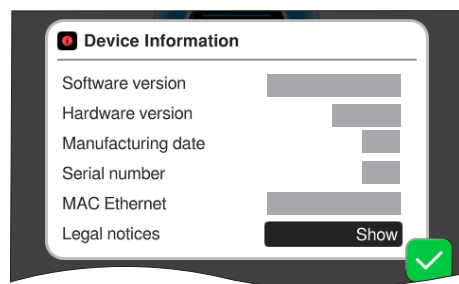 Device Information
Software version
Hardware version
Manufacturing date
Serial number
MAC Ethernet
Legal notices Show